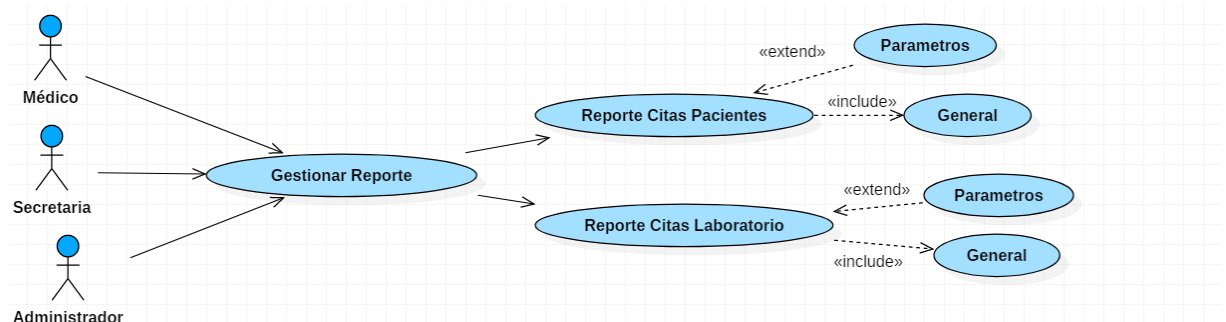 Médico
Secretaria
Administrador
Gestionar Reporte
Reporte Citas Pacientes
«extend»
Parametros
«include»
General
Reporte Citas Laboratorio
«extend»
Parametros
«include»
General